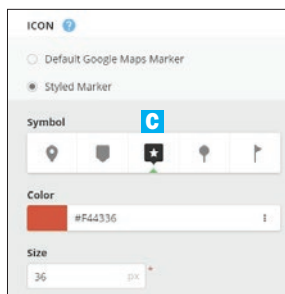 ICON ?
Default Google Maps Marker
Styled Marker
Symbol
C
Color
#F44336
Size
36 px *